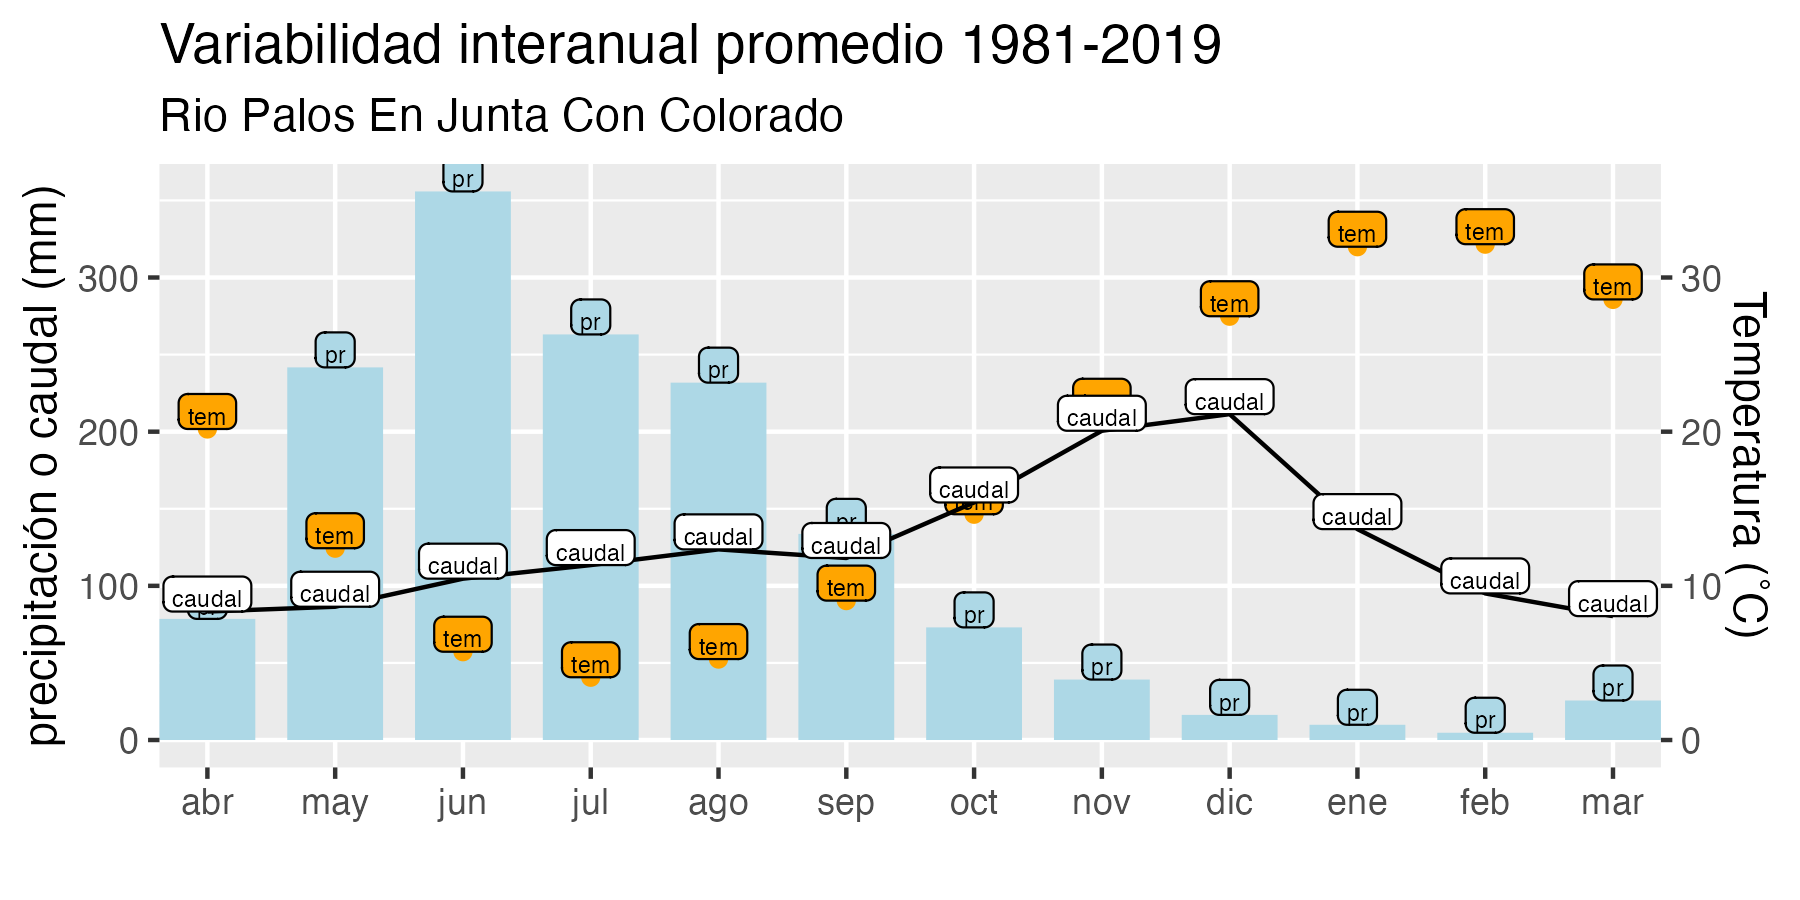 Variabilidad interanual promedio 1981-2019
Rio Palos En Junta Con Colorado
precipitación o caudal (mm)
300
200
100
0
pr
pr
pr
pr
pr
pr
pr
pr
pr
pr
pr
pr
tem
tem
tem
tem
tem
tem
tem
tem
tem
tem
tem
caudal
caudal
caudal
caudal
caudal
caudal
caudal
caudal
caudal
caudal
caudal
caudal
30
20
10
0
Temperatura (°C)
abr may jun jul ago sep oct nov dic ene feb mar